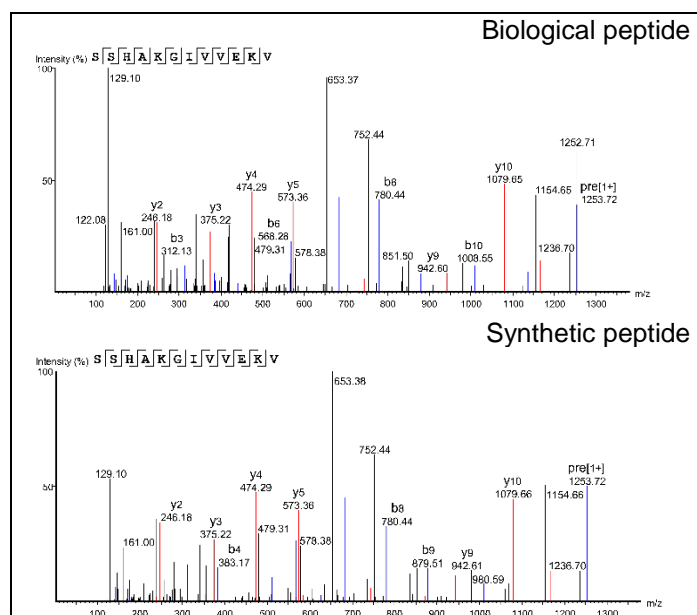 Biological peptide
Intensity (%)
S S H A K G I V V E K V
100
129.10
653.37
1252.71
752.44
y4
474.29
y5
573.36
b8
780.44
y10
1079.65
pre[1+]
1253.72
1154.65
50
y2
246.18
y3
375.22
b6
568.28
479.31
122.08
161.00
b3
312.13
578.38
851.50
y9
942.60
b10
1008.55
1236.70
100 200 300 400 500 600 700 800 900 1000 1100 1200 1300
m/z
Synthetic peptide
Intensity (%)
S S H A K G I V V E K V
100
653.38
129.10
752.44
y4
474.29
y5
573.36
y10
1079.66
1154.66
pre[1+]
1253.72
50
y2
246.18
161.00
y3
375.22
b4
383.17
479.31
578.38
b8
780.44
b9
879.51
y9
942.61
980.59
1236.70
100 200 300 400 500 600 700 800 900 1000 1100 1200 1300
m/z